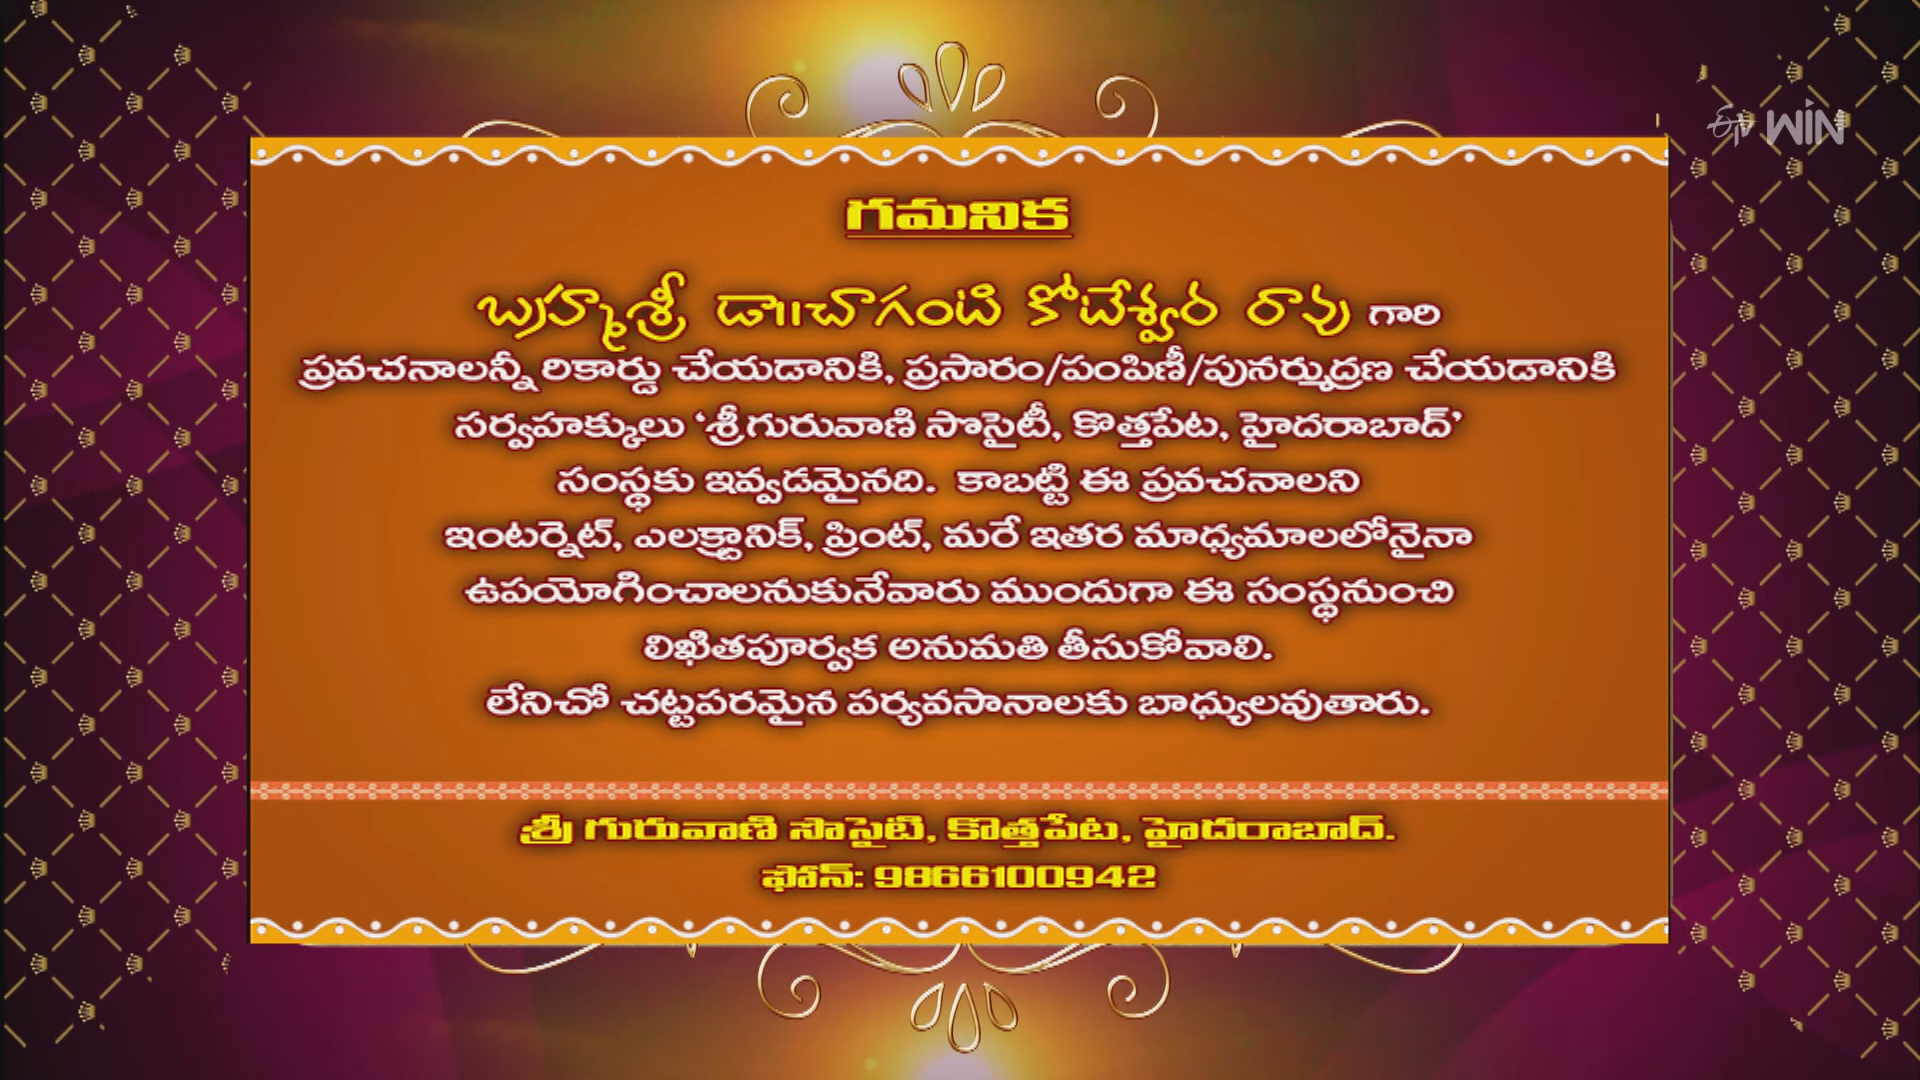 ఈటీవీ WIN
గమనిక
బ్రహ్మశ్రీ డా॥చాగంటి కోటేశ్వర రావు గారి
ప్రవచనాలన్నీ రికార్డు చేయడానికి, ప్రసారం/పంపిణీ/పునర్ముద్రణ చేయడానికి
సర్వహక్కులు ‘శ్రీగురువాణి సొసైటీ, కొత్తపేట, హైదరాబాద్’
సంస్థకు ఇవ్వడమైనది. కాబట్టి ఈ ప్రవచనాలని
ఇంటర్నెట్, ఎలక్ట్రానిక్, ప్రింట్, మరే ఇతర మాధ్యమాలలోనైనా
ఉపయోగించాలనుకునేవారు ముందుగా ఈ సంస్థనుంచి
లిఖితపూర్వక అనుమతి తీసుకోవాలి.
లేనిచో చట్టపరమైన పర్యవసానాలకు బాధ్యులవుతారు.
శ్రీ గురువాణి సొసైటి, కొత్తపేట, హైదరాబాద్.
ఫోన్: 9866100942